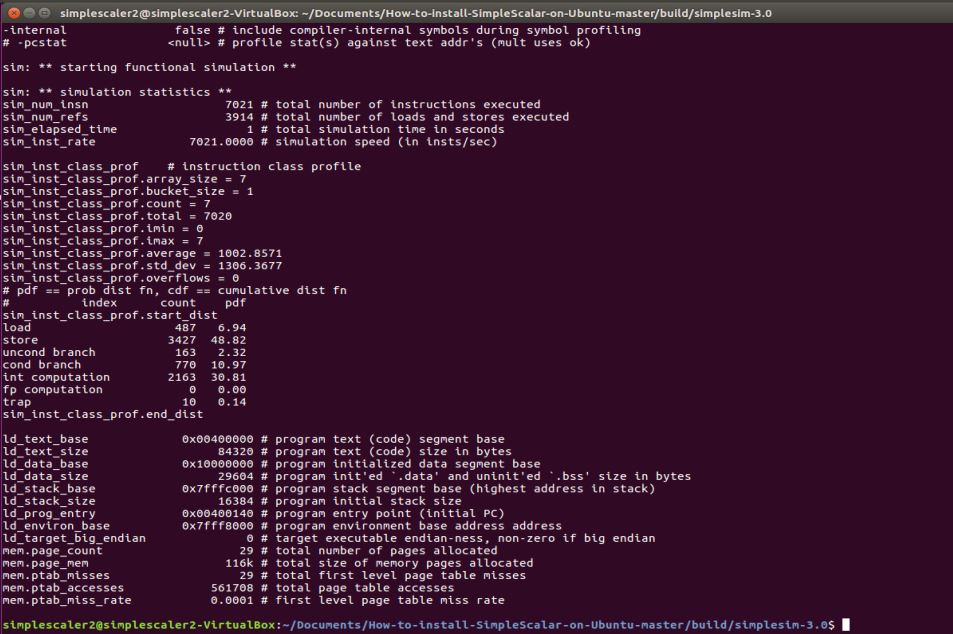 simplescaler2@simplescaler2-VirtualBox: ~/Documents/How-to-install-SimpleScalar-on-Ubuntu-master/build/simplesim-3.0
-internal false # include compiler-internal symbols during symbol profiling
# -pcstat <null> # profile stat(s) against text addr's (mult uses ok)
sim: ** starting functional simulation **
sim: ** simulation statistics **
sim_num_insn 7021 # total number of instructions executed
sim_num_refs 3914 # total number of loads and stores executed
sim_elapsed_time 1 # total simulation time in seconds
sim_inst_rate 7021.0000 # simulation speed (in insts/sec)
sim_inst_class_prof # instruction class profile
sim_inst_class_prof.array_size = 7
sim_inst_class_prof.bucket_size = 1
sim_inst_class_prof.count = 7
sim_inst_class_prof.total = 7020
sim_inst_class_prof.imin = 0
sim_inst_class_prof.imax = 7
sim_inst_class_prof.average = 1002.8571
sim_inst_class_prof.std_dev = 1306.3677
sim_inst_class_prof.overflows = 0
# pdf == prob dist fn, cdf == cumulative dist fn
# index count pdf
sim_inst_class_prof.start_dist
load 487 6.94
store 3427 48.82
uncond branch 163 2.32
cond branch 770 10.97
int computation 2163 30.81
fp computation 0 0.00
trap 10 0.14
sim_inst_class_prof.end_dist
ld_text_base 0x00400000 # program text (code) segment base
ld_text_size 84320 # program text (code) size in bytes
ld_data_base 0x10000000 # program initialized data segment base
ld_data_size 29604 # program init'ed `.data' and uninit'ed `.bss' size in bytes
ld_stack_base 0x7fffc000 # program stack segment base (highest address in stack)
ld_stack_size 16384 # program initial stack size
ld_prog_entry 0x00400140 # program entry point (initial PC)
ld_environ_base 0x7fff8000 # program environment base address address
ld_target_big_endian 0 # target executable endian-ness, non-zero if big endian
mem.page_count 29 # total number of pages allocated
mem.page_mem 116k # total size of memory pages allocated
mem.ptab_misses 29 # total first level page table misses
mem.ptab_accesses 561708 # total page table accesses
mem.ptab_miss_rate 0.0001 # first level page table miss rate
simplescaler2@simplescaler2-VirtualBox:~/Documents/How-to-install-SimpleScalar-on-Ubuntu-master/build/simplesim-3.0$